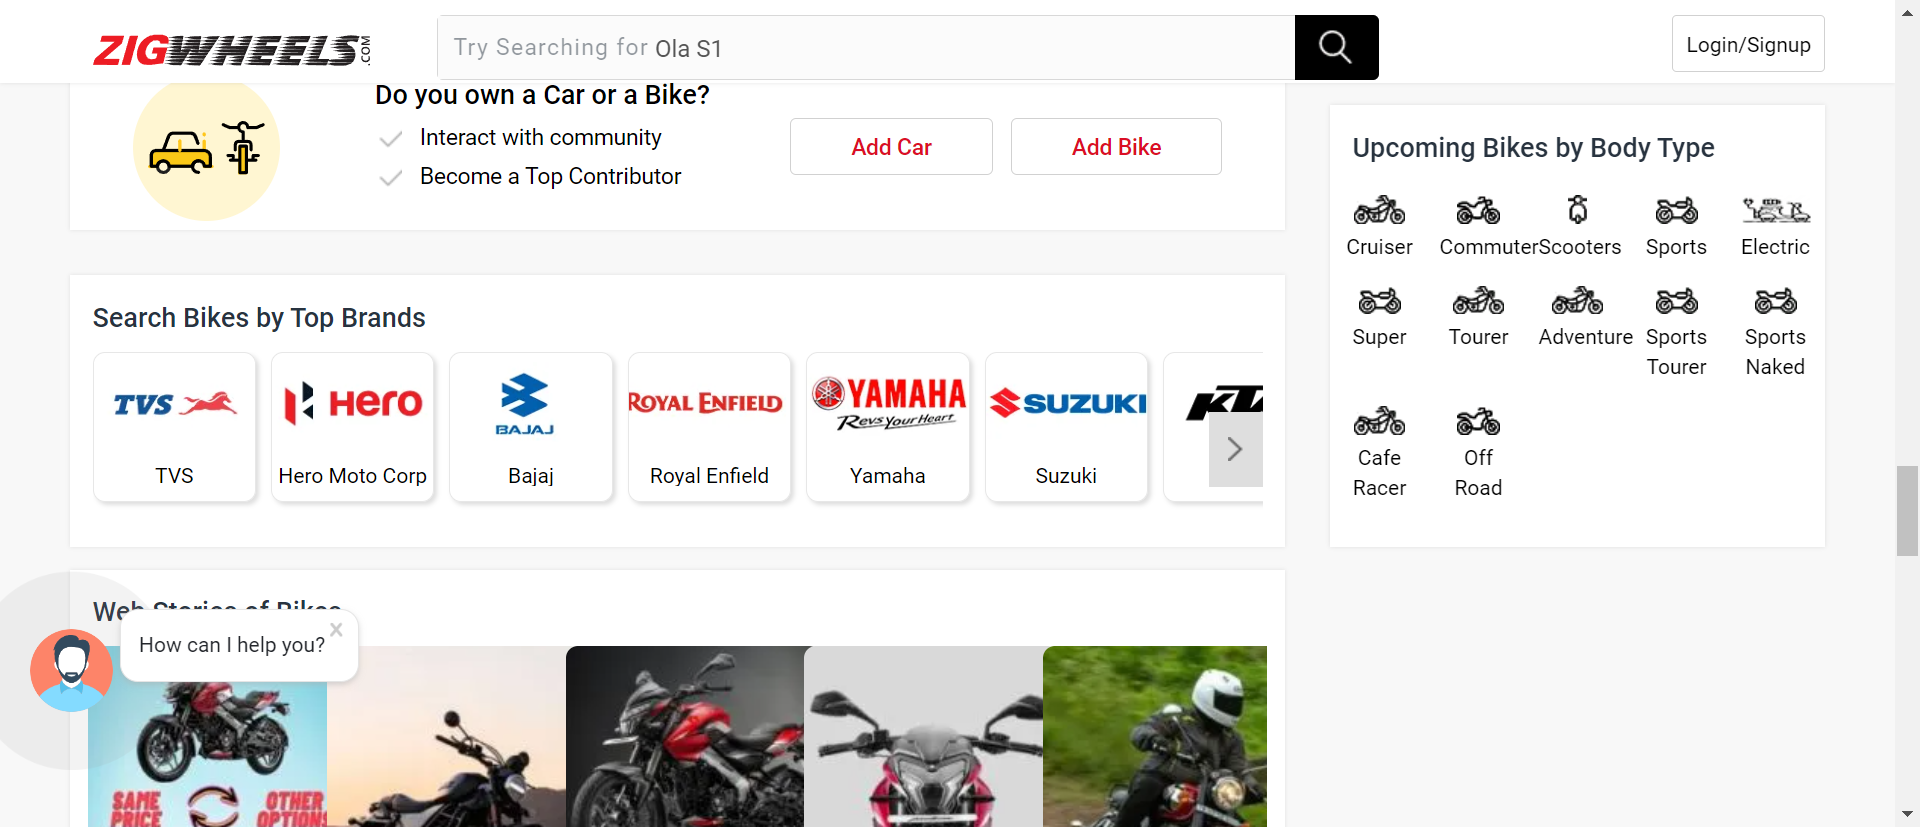 ZIGWHEELS.COM
Try Searching for Ola S1
Login/Signup
Do you own a Car or a Bike?
Interact with community
Become a Top Contributor
Add Car
Add Bike
Upcoming Bikes by Body Type
Cruiser
Commuter
Scooters
Sports
Electric
Super
Tourer
Adventure
Sports
Tourer
Sports
Naked
Cafe
Racer
Off
Road
Search Bikes by Top Brands
TVS
TVS
Hero
Hero Moto Corp
BAJAJ
Bajaj
ROYAL ENFIELD
Royal Enfield
YAMAHA
Revs Your Heart
Yamaha
SUZUKI
Suzuki
Web Stories of Bikes
How can I help you?
SAME
PRICE
OTHER
OPTIONS